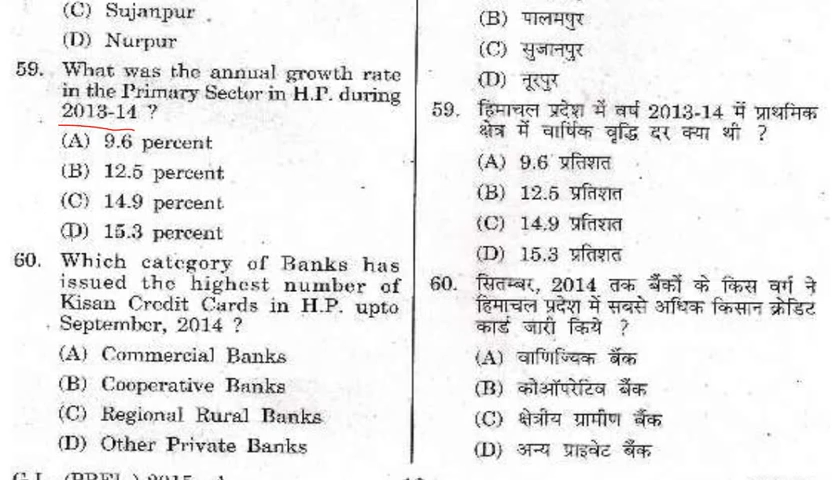 (C) Sujanpur
(D) Nurpur
59. What was the annual growth rate
in the Primary Sector in H.P. during
2013-14 ?
(A) 9.6 percent
(B) 12.5 percent
(C) 14.9 percent
(D) 15.3 percent
60. Which category of Banks has
issued the highest number of
Kisan Credit Cards in H.P. upto
September, 2014 ?
(A) Commercial Banks
(B) Cooperative Banks
(C) Regional Rural Banks
(D) Other Private Banks
(B) पालमपुर
(C) सुजानपुर
(D) नूरपुर
59. हिमाचल प्रदेश में वर्ष 2013-14 में प्राथमिक
क्षेत्र में वार्षिक वृद्धि दर क्या थी ?
(A) 9.6 प्रतिशत
(B) 12.5 प्रतिशत
(C) 14.9 प्रतिशत
(D) 15.3 प्रतिशत
60. सितम्बर, 2014 तक बैंकों के किस वर्ग ने
हिमाचल प्रदेश में सबसे अधिक किसान क्रेडिट
कार्ड जारी किये ?
(A) वाणिज्यिक बैंक
(B) कोऑपरेटिव बैंक
(C) क्षेत्रीय ग्रामीण बैंक
(D) अन्य प्राइवेट बैंक